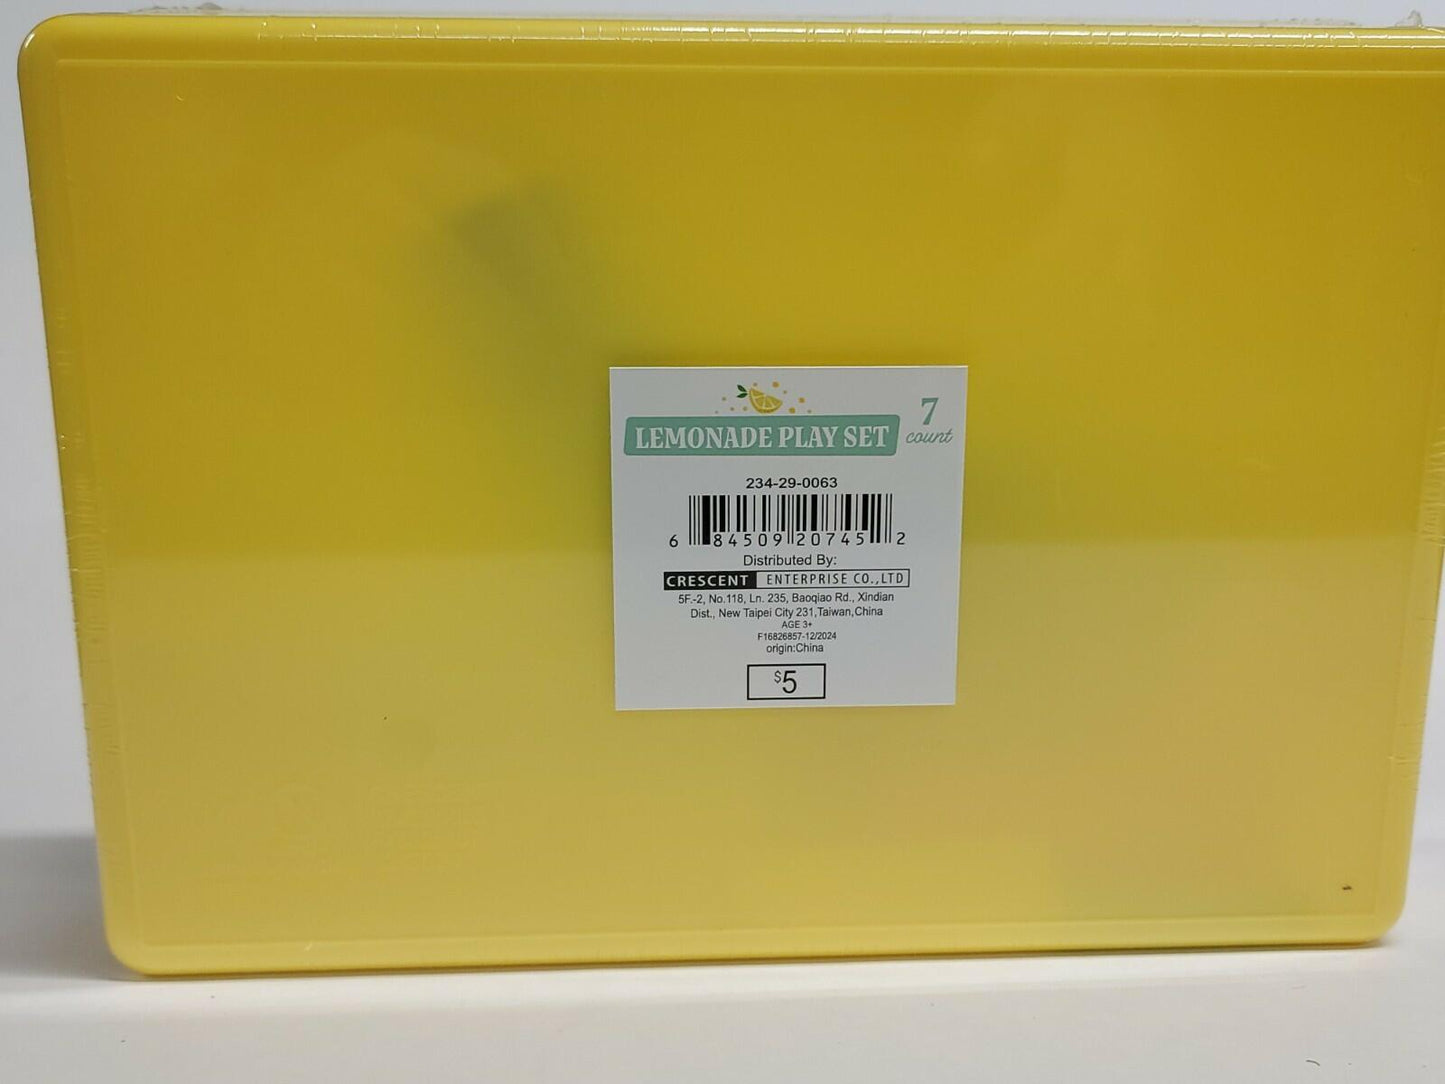 LEMONADE PLAY SET
7
count
234-29-0063
6 84509 20745 2
Distributed By:
CRESCENT ENTERPRISE CO.,LTD
5F.-2, No.118, Ln. 235, Baoqiao Rd., Xindian
Dist., New Taipei City 231,Taiwan,China
AGE 3+
F16826857-12/2024
origin:China
$5